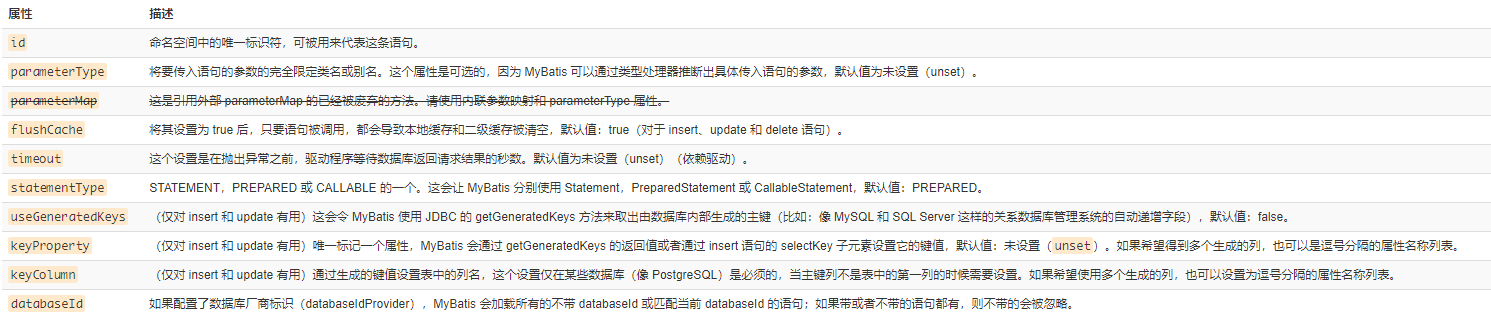 属性 描述
id 命名空间中的唯一标识符，可被用来代表这条语句。
parameterType 将要传入语句的参数的完全限定类名或别名。这个属性是可选的，因为 MyBatis 可以通过类型处理器推断出具体传入语句的参数，默认值为未设置（unset）。
parameterMap 这是引用外部 parameterMap 的已经被废弃的方法。请使用内联参数映射和 parameterType 属性。
flushCache 将其设置为 true 后，只要语句被调用，都会导致本地缓存和二级缓存被清空，默认值：true（对于 insert、update 和 delete 语句）。
timeout 这个设置是在抛出异常之前，驱动程序等待数据库返回请求结果的秒数。默认值为未设置（unset）（依赖驱动）。
statementType STATEMENT，PREPARED 或 CALLABLE 的一个。这会让 MyBatis 分别使用 Statement，PreparedStatement 或 CallableStatement，默认值：PREPARED。
useGeneratedKeys （仅对 insert 和 update 有用）这会令 MyBatis 使用 JDBC 的 getGeneratedKeys 方法来取出由数据库内部生成的主键（比如：像 MySQL 和 SQL Server 这样的关系数据库管理系统的自动递增字段），默认值：false。
keyProperty （仅对 insert 和 update 有用）唯一标记一个属性，MyBatis 会通过 getGeneratedKeys 的返回值或者通过 insert 语句的 selectKey 子元素设置它的键值，默认值：未设置（unset）。如果希望得到多个生成的列，也可以是逗号分隔的属性名称列表。
keyColumn （仅对 insert 和 update 有用）通过生成的键值设置表中的列名，这个设置仅在某些数据库（像 PostgreSQL）是必须的，当主键列不是表中的第一列的时候需要设置。如果希望使用多个生成的列，也可以设置为逗号分隔的属性名称列表。
databaseId 如果配置了数据库厂商标识（databaseIdProvider），MyBatis 会加载所有的不带 databaseId 或匹配当前 databaseId 的语句；如果带或者不带的语句都有，则不带的会被忽略。